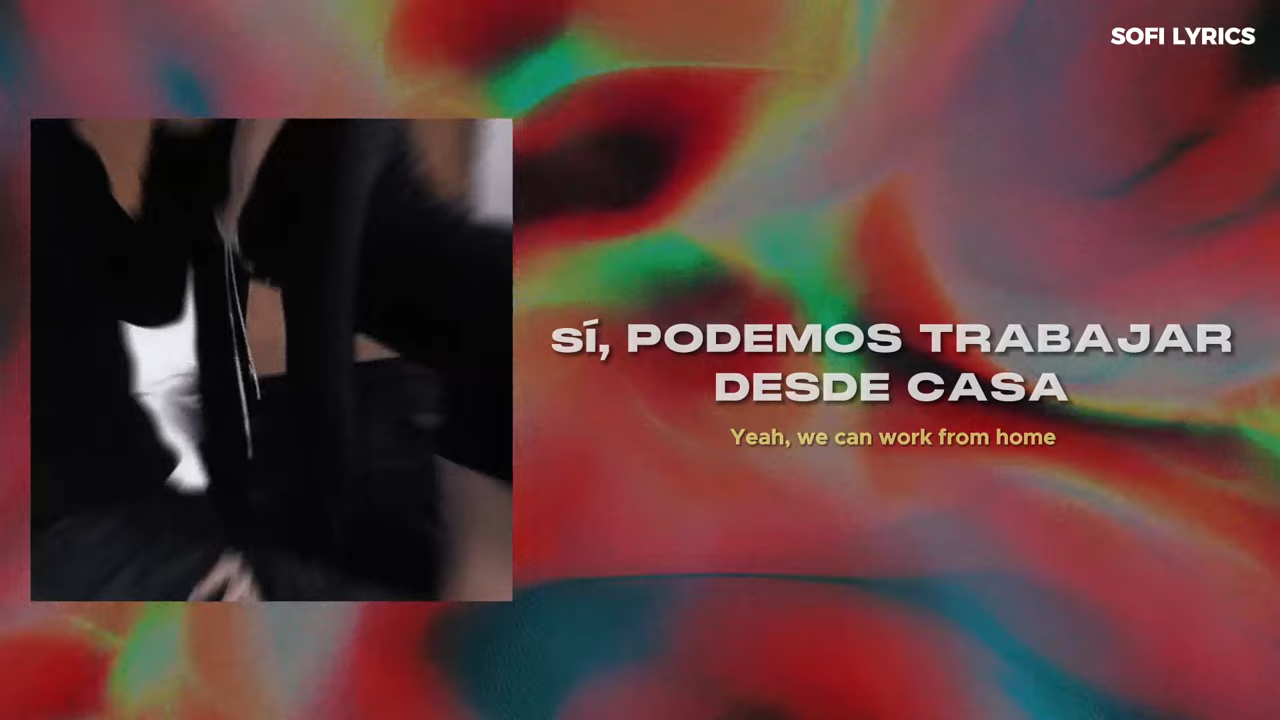 SOFI LYRICS
sí, PODEMOS TRABAJAR
DESDE CASA
Yeah, we can work from home